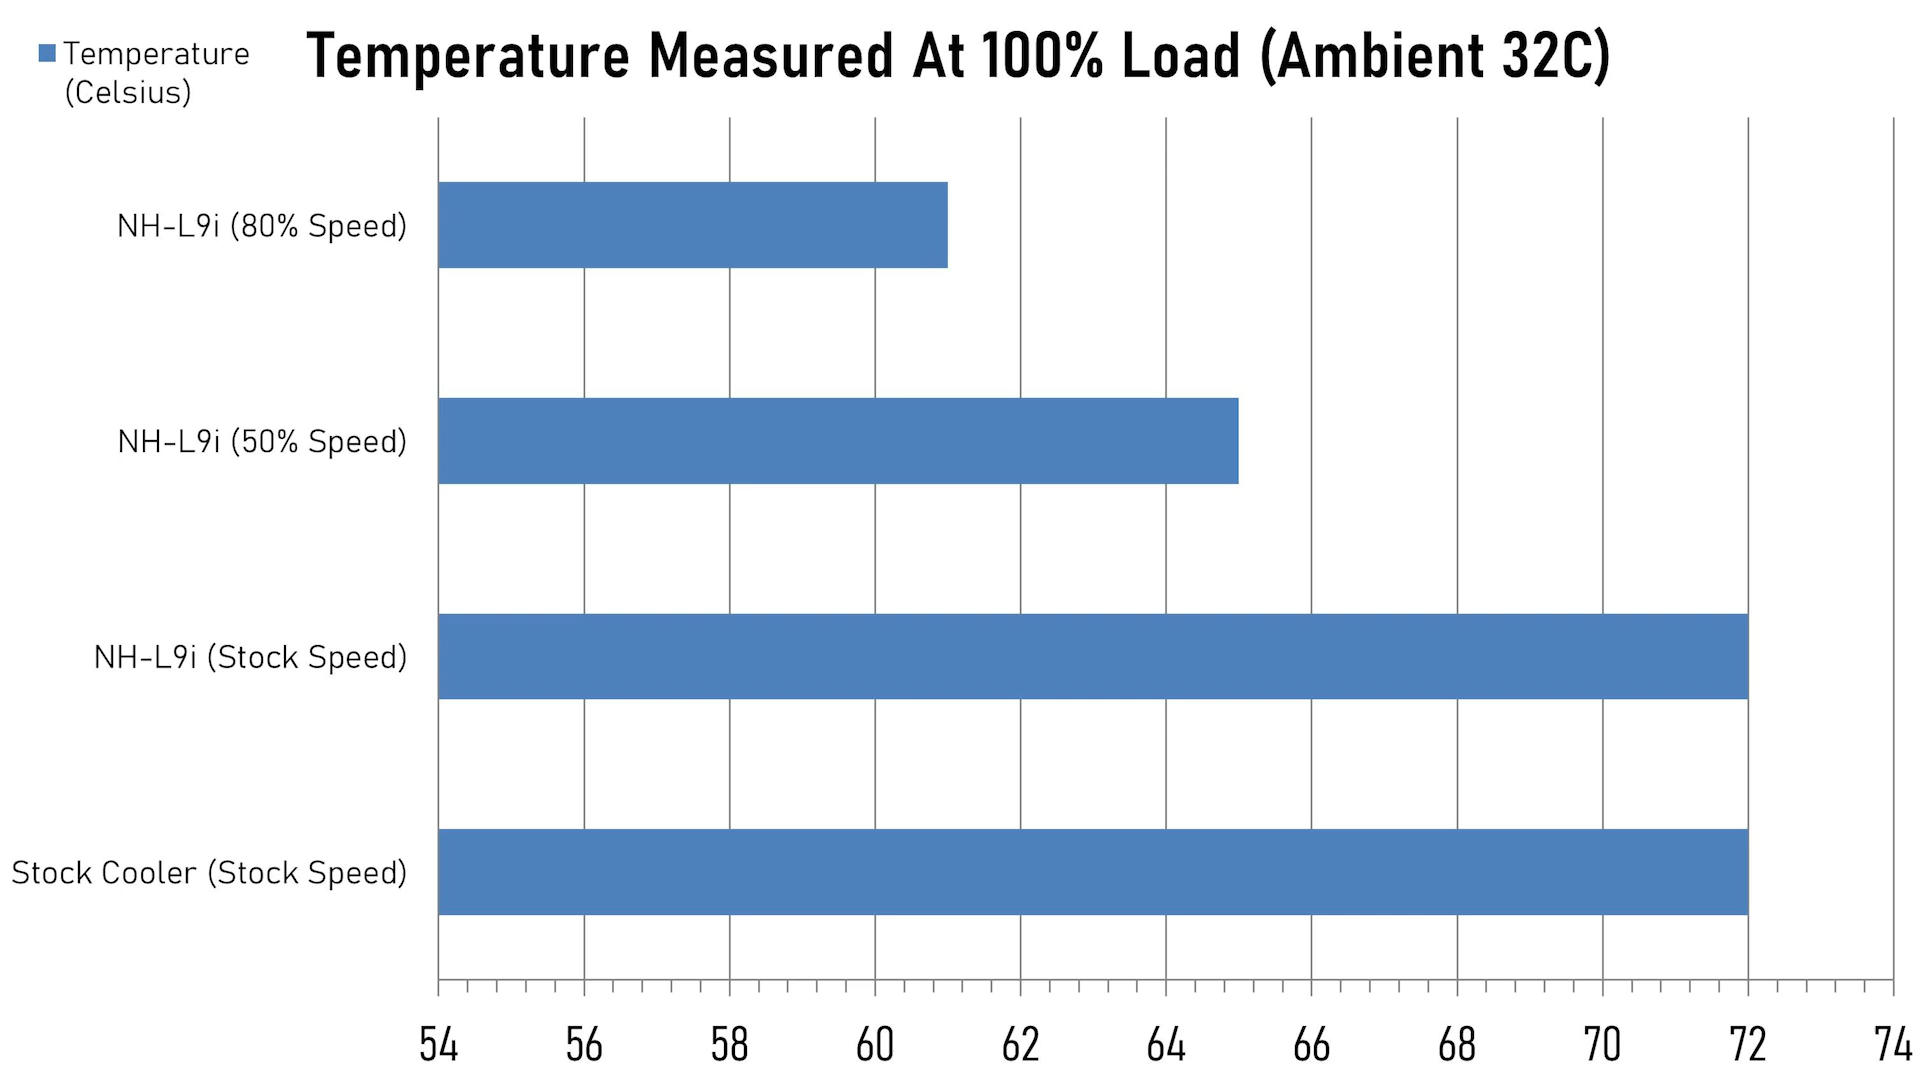 Temperature Measured At 100% Load (Ambient 32C)
Temperature
(Celsius)
NH-L9i (80% Speed)
NH-L9i (50% Speed)
NH-L9i (Stock Speed)
Stock Cooler (Stock Speed)
54 56 58 60 62 64 66 68 70 72 74